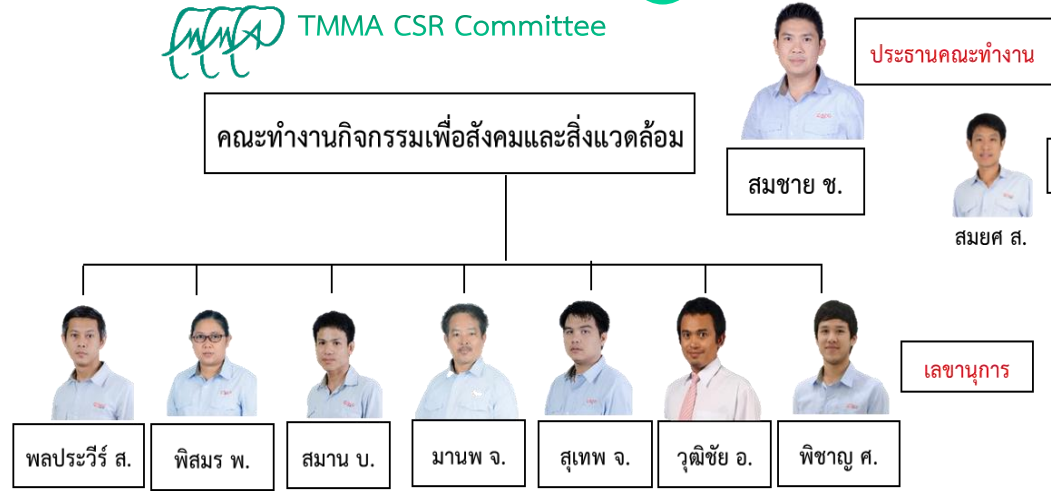 TMMA TMMA CSR Committee
ประธานคณะทำงาน
คณะทำงานกิจกรรมเพื่อสังคมและสิ่งแวดล้อม
สมชาย ช.
สมยศ ส.
เลขานุการ
พลประวีร์ ส.
พิสมร พ.
สมาน บ.
มานพ จ.
สุเทพ จ.
วุฒิชัย อ.
พิชาญ ศ.